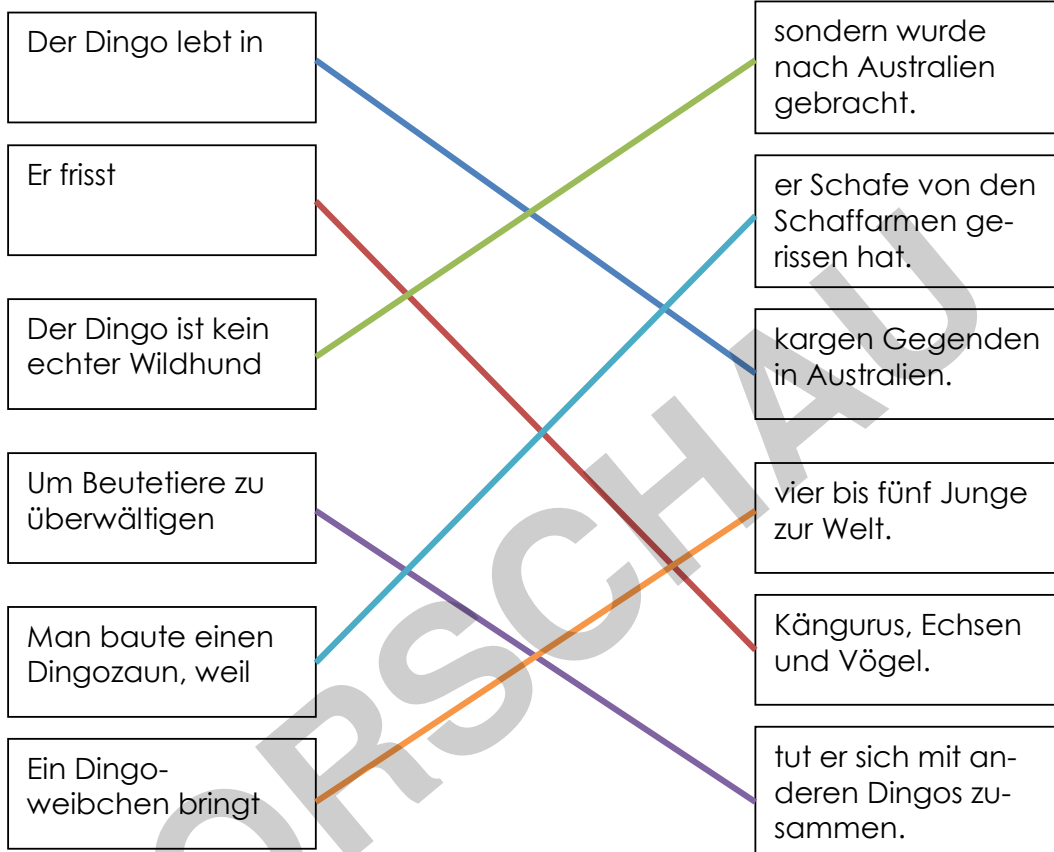 Der Dingo lebt in
Er frisst
Der Dingo ist kein
echter Wildhund
Um Beutetiere zu
überwältigen
Man baute einen
Dingozaun, weil
Ein Dingo-
weibchen bringt
sondern wurde
nach Australien
gebracht.
er Schafe von den
Schaffarmen ge-
rissen hat.
kargen Gegenden
in Australien.
vier bis fünf Junge
zur Welt.
Kängurus, Echsen
und Vögel.
tut er sich mit an-
deren Dingos zu-
sammen.
ORSCHAU